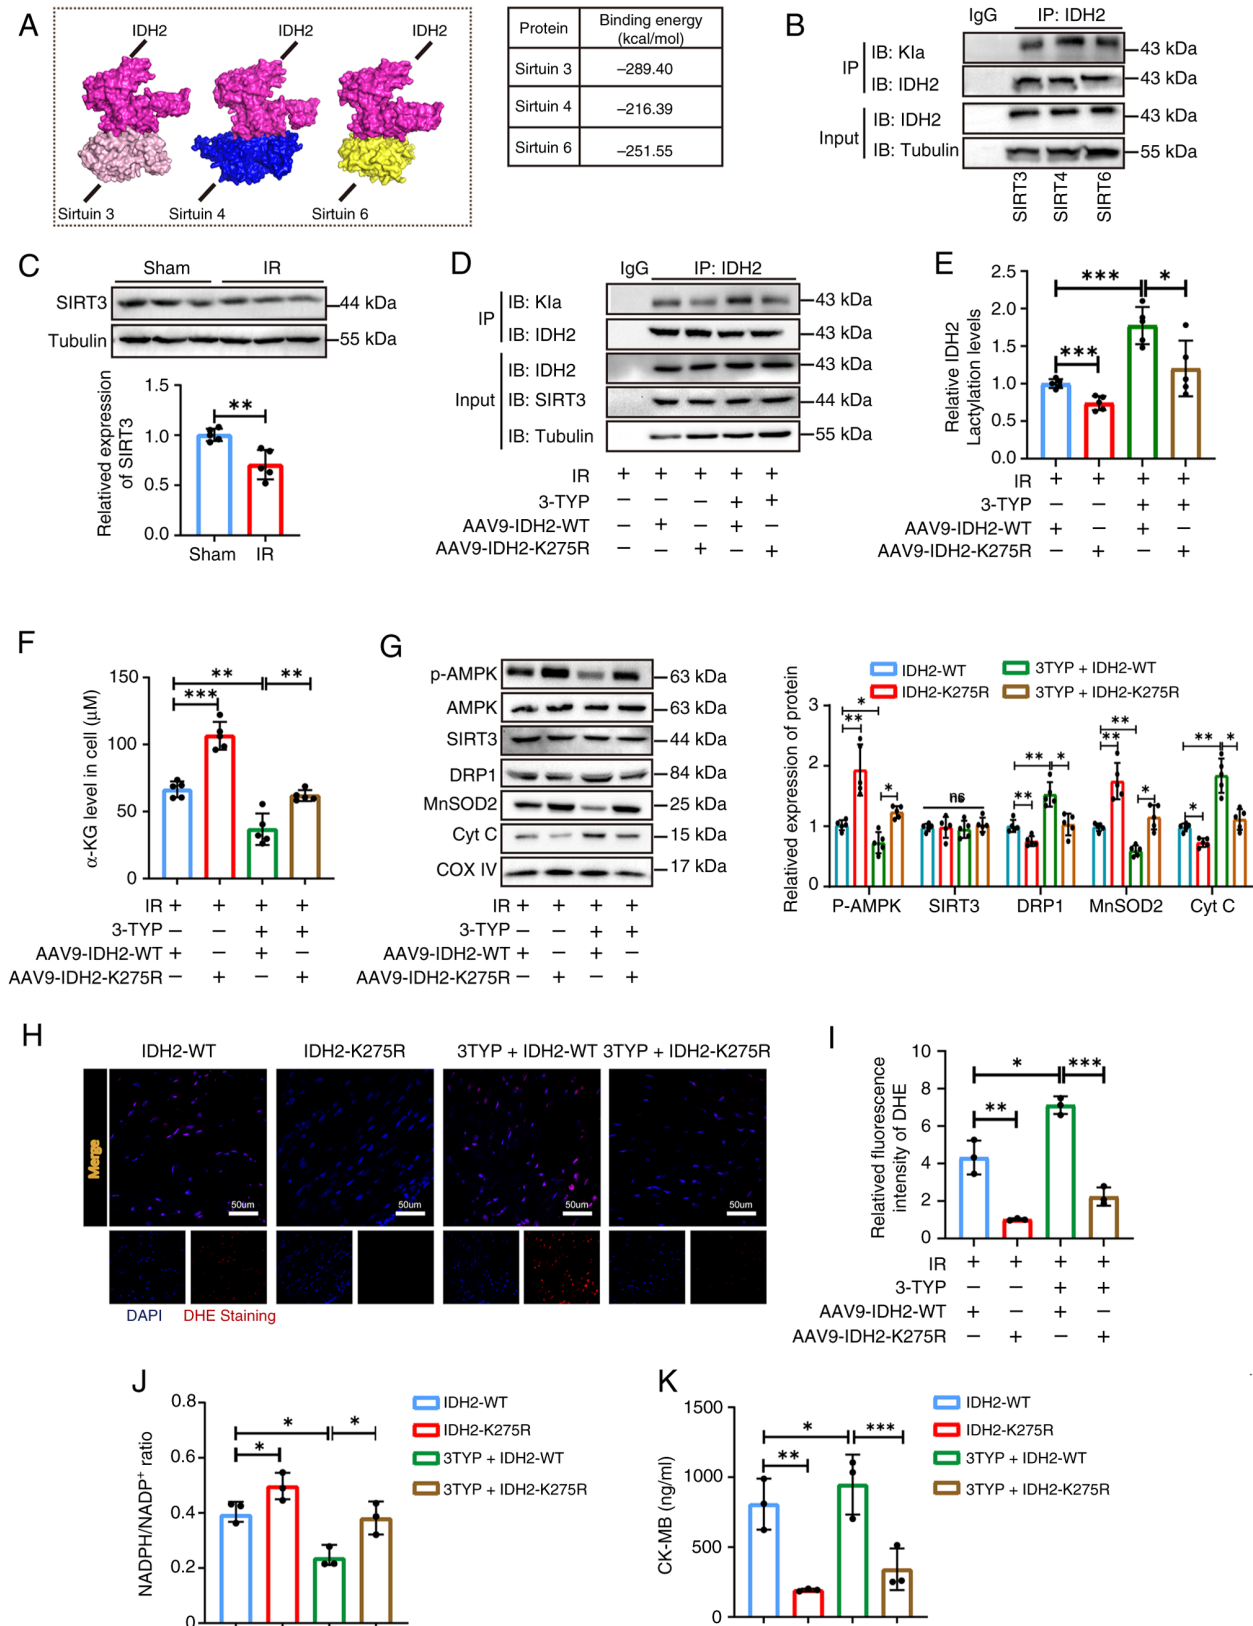 A
IDH2
IDH2
IDH2
Sirtuin 3
Sirtuin 4
Sirtuin 6
Protein
Binding energy
(kcal/mol)
Sirtuin 3
–289.40
Sirtuin 4
–216.39
Sirtuin 6
–251.55
B
IgG
IP: IDH2
IP
IB: Kla
43 kDa
IB: IDH2
43 kDa
Input
IB: IDH2
43 kDa
IB: Tubulin
55 kDa
SIRT3
SIRT4
SIRT6
C
Sham
IR
SIRT3
44 kDa
Tubulin
55 kDa
Relatived expression
of SIRT3
1.5
1.0
0.5
0.0
**
Sham
IR
D
IgG
IP: IDH2
IP
IB: Kla
43 kDa
IB: IDH2
43 kDa
Input
IB: IDH2
43 kDa
IB: SIRT3
44 kDa
IB: Tubulin
55 kDa
IR + + + + +
3-TYP – – – + +
AAV9-IDH2-WT – + – + –
AAV9-IDH2-K275R – – + – +
E
Relative IDH2
Lactylation levels
2.5
2.0
1.5
1.0
0.5
0.0
***
*
***
IR + + + +
3-TYP – – + +
AAV9-IDH2-WT + – + –
AAV9-IDH2-K275R – + – +
F
α-KG level in cell (μM)
150
100
50
0
**
**
***
IR + + + +
3-TYP – – + +
AAV9-IDH2-WT + – + –
AAV9-IDH2-K275R – + – +
G
p-AMPK
63 kDa
AMPK
63 kDa
SIRT3
44 kDa
DRP1
84 kDa
MnSOD2
25 kDa
Cyt C
15 kDa
COX IV
17 kDa
IR + + + +
3-TYP – – + +
AAV9-IDH2-WT + – + –
AAV9-IDH2-K275R – + – +
IDH2-WT
3TYP + IDH2-WT
IDH2-K275R
3TYP + IDH2-K275R
Relatived expression of protein
3
2
1
0
*
**
*
ns
**
*
**
**
**
*
**
*
*
P-AMPK
SIRT3
DRP1
MnSOD2
Cyt C
H
IDH2-WT
IDH2-K275R
3TYP + IDH2-WT
3TYP + IDH2-K275R
Merge
50um
50um
50um
50um
DAPI
DHE Staining
I
Relatived fluorescence
intensity of DHE
10
8
6
4
2
0
*
***
**
IR + + + +
3-TYP – – + +
AAV9-IDH2-WT + – + –
AAV9-IDH2-K275R – + – +
J
NADPH/NADP+ ratio
0.8
0.6
0.4
0.2
0
*
*
*
IDH2-WT
IDH2-K275R
3TYP + IDH2-WT
3TYP + IDH2-K275R
K
CK-MB (ng/ml)
1500
1000
500
0
*
***
**
IDH2-WT
IDH2-K275R
3TYP + IDH2-WT
3TYP + IDH2-K275R